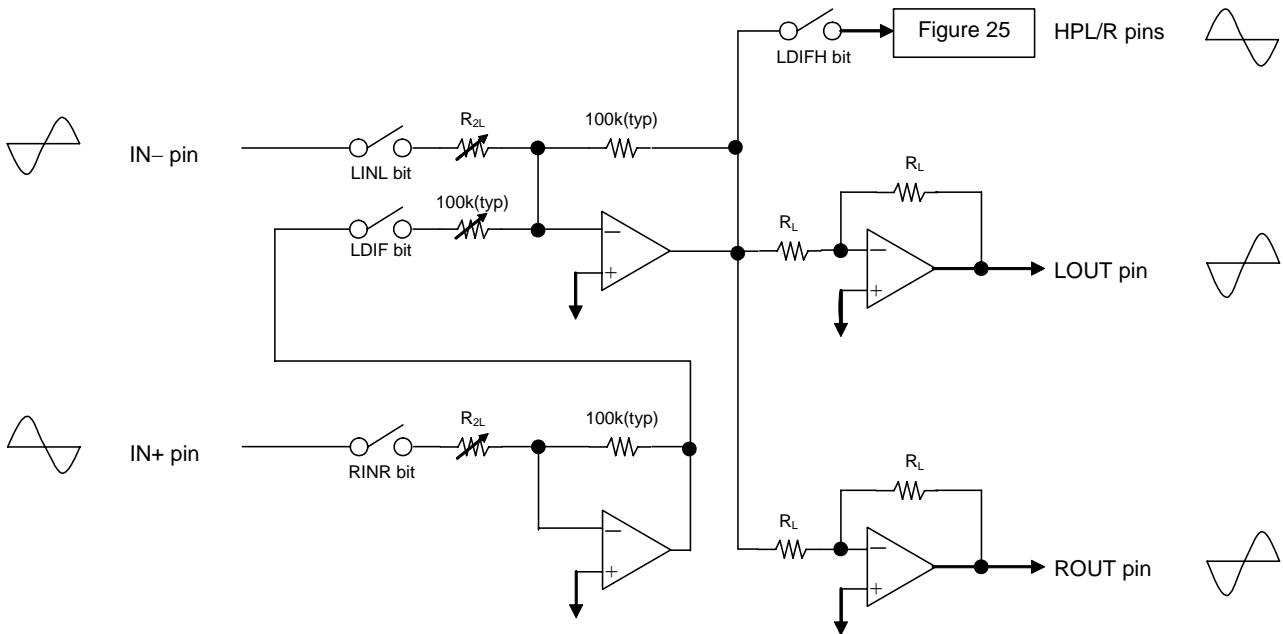 Figure 25
HPL/R pins
LDIFH bit
R2L
100k(typ)
IN− pin
LINL bit
100k(typ)
RL
RL
−
−
LDIF bit
+
+
LOUT pin
R2L
100k(typ)
IN+ pin
RINR bit
RL
RL
−
−
+
+
ROUT pin